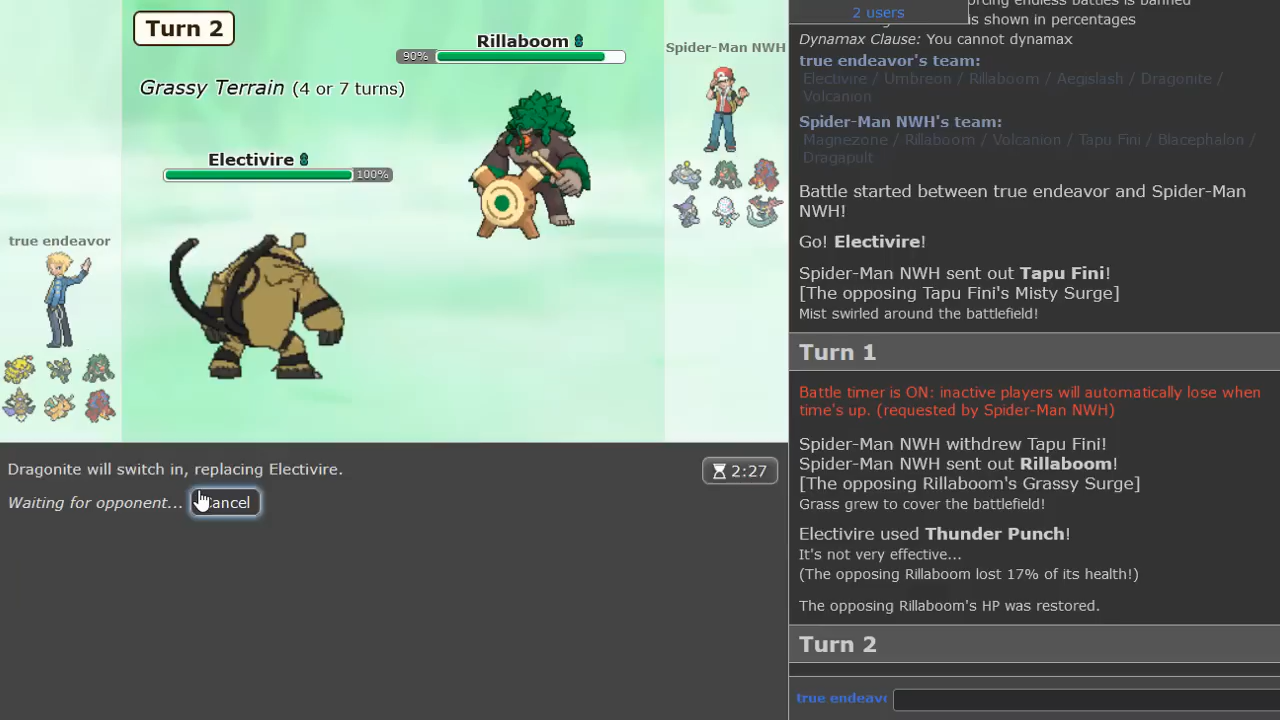 Turn 2
Rillaboom
90%
Grassy Terrain (4 or 7 turns)
Electivire
100%
true endeavor
Spider-Man NWH
Dragonite will switch in, replacing Electivire.
Waiting for opponent...
Cancel
2:27
2 users
is shown in percentages
Dynamax Clause: You cannot dynamax
true endeavor's team:
Electivire / Umbreon / Rillaboom / Aegislash / Dragonite /
Volcanion
Spider-Man NWH's team:
Magnezone / Rillaboom / Volcanion / Tapu Fini / Blacephalon /
Dragapult
Battle started between true endeavor and Spider-Man
NWH!
Go! Electivire!
Spider-Man NWH sent out Tapu Fini!
[The opposing Tapu Fini's Misty Surge]
Mist swirled around the battlefield!
Turn 1
Battle timer is ON: inactive players will automatically lose when
time's up. (requested by Spider-Man NWH)
Spider-Man NWH withdrew Tapu Fini!
Spider-Man NWH sent out Rillaboom!
[The opposing Rillaboom's Grassy Surge]
Grass grew to cover the battlefield!
Electivire used Thunder Punch!
It's not very effective...
(The opposing Rillaboom lost 17% of its health!)
The opposing Rillaboom's HP was restored.
Turn 2
true endeavo